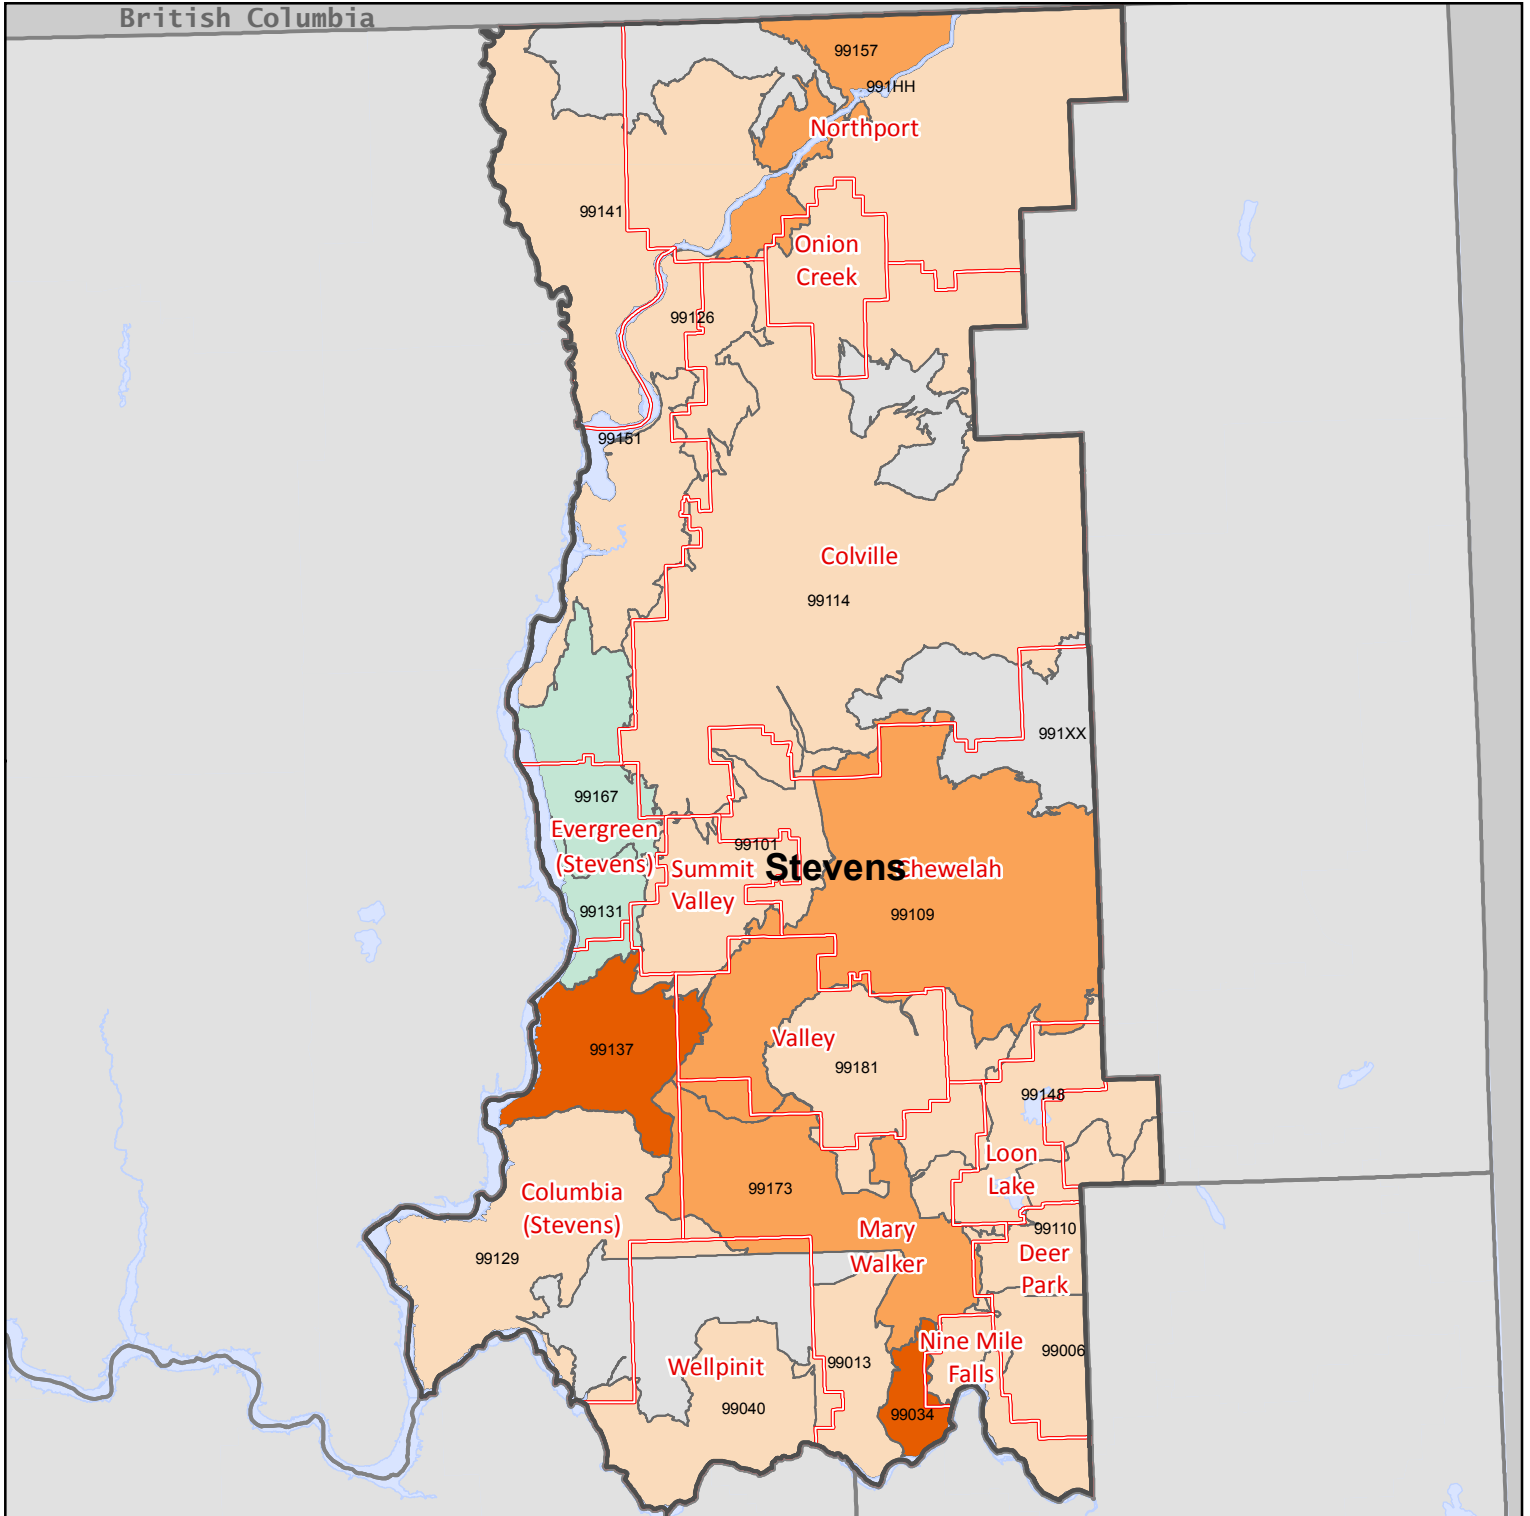 British Columbia
99157
991HH
Northport
99141
Onion
Creek
99126
99151
Colville
99114
991XX
99167
Evergreen
(Stevens)
99101
Stevens
Chewelah
Summit
Valley
99131
99109
Valley
99137
99181
99148
Loon
Lake
99173
Columbia
(Stevens)
Mary
Walker
99110
Deer
Park
99129
Nine Mile
Falls
99006
Wellpinit
99013
99040
99034